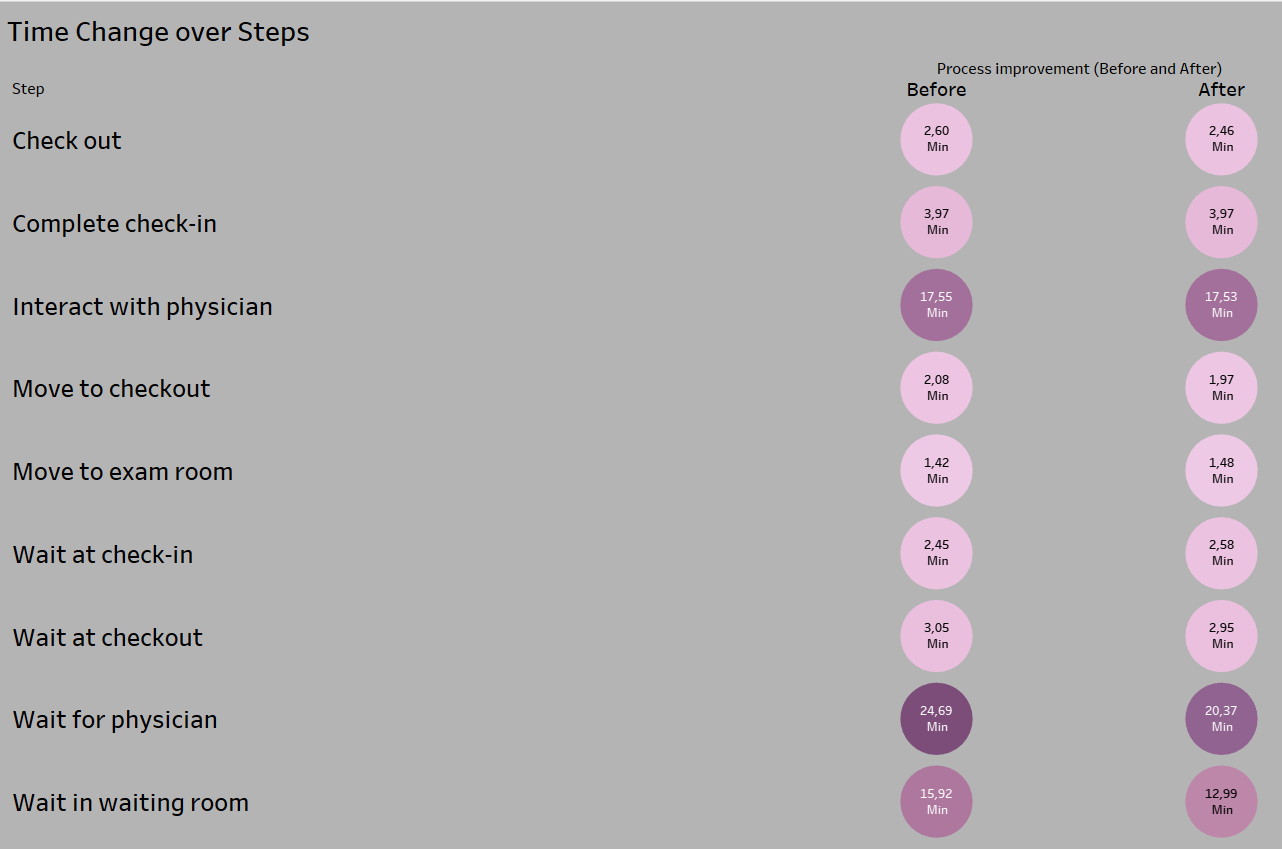 Time Change over Steps
Process improvement (Before and After)
Step
Before
After
Check out
2,60
Min
2,46
Min
Complete check-in
3,97
Min
3,97
Min
Interact with physician
17,55
Min
17,53
Min
Move to checkout
2,08
Min
1,97
Min
Move to exam room
1,42
Min
1,48
Min
Wait at check-in
2,45
Min
2,58
Min
Wait at checkout
3,05
Min
2,95
Min
Wait for physician
24,69
Min
20,37
Min
Wait in waiting room
15,92
Min
12,99
Min